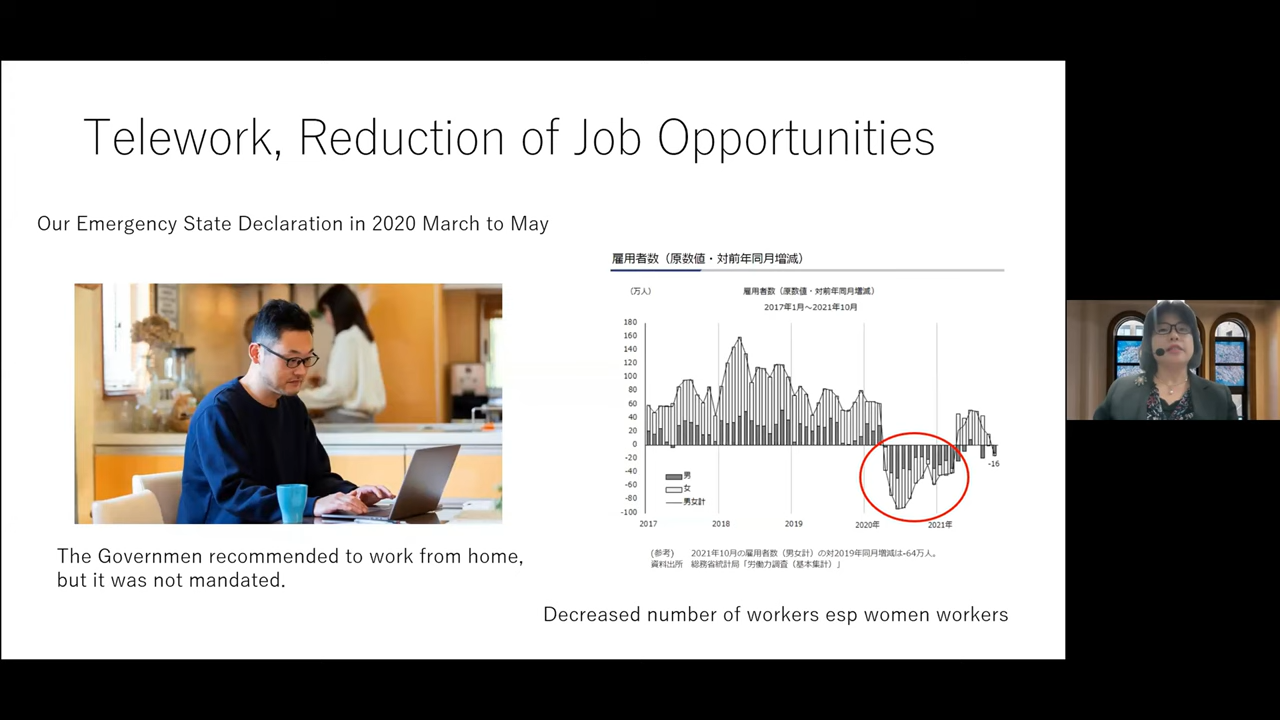 Telework, Reduction of Job Opportunities
Our Emergency State Declaration in 2020 March to May
The Governmen recommended to work from home,
but it was not mandated.
雇用者数（原数値・対前年同月増減）
（万人）
雇用者数（原数値・対前年同月増減）
2017年1月～2021年10月
180
160
140
120
100
80
60
40
20
0
-20
-40
-60
-80
-100
男
女
男女計
-16
2017
2018
2019
2020年
2021年
(参考) 2021年10月の雇用者数（男女計）の対2019年同月増減は-64万人。
資料出所 総務省統計局「労働力調査（基本集計）」
Decreased number of workers esp women workers